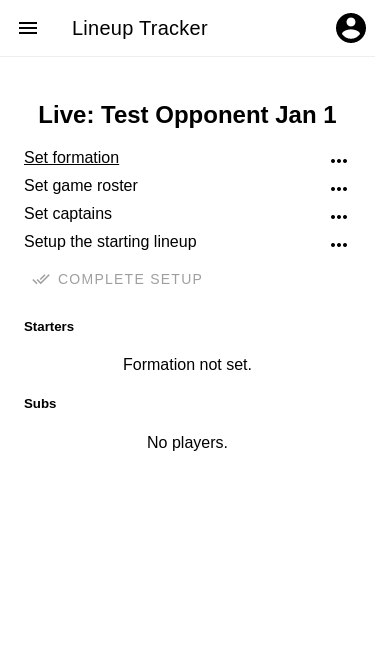 Lineup Tracker
Live: Test Opponent Jan 1
Set formation
Set game roster
Set captains
Setup the starting lineup
COMPLETE SETUP
Starters
Formation not set.
Subs
No players.